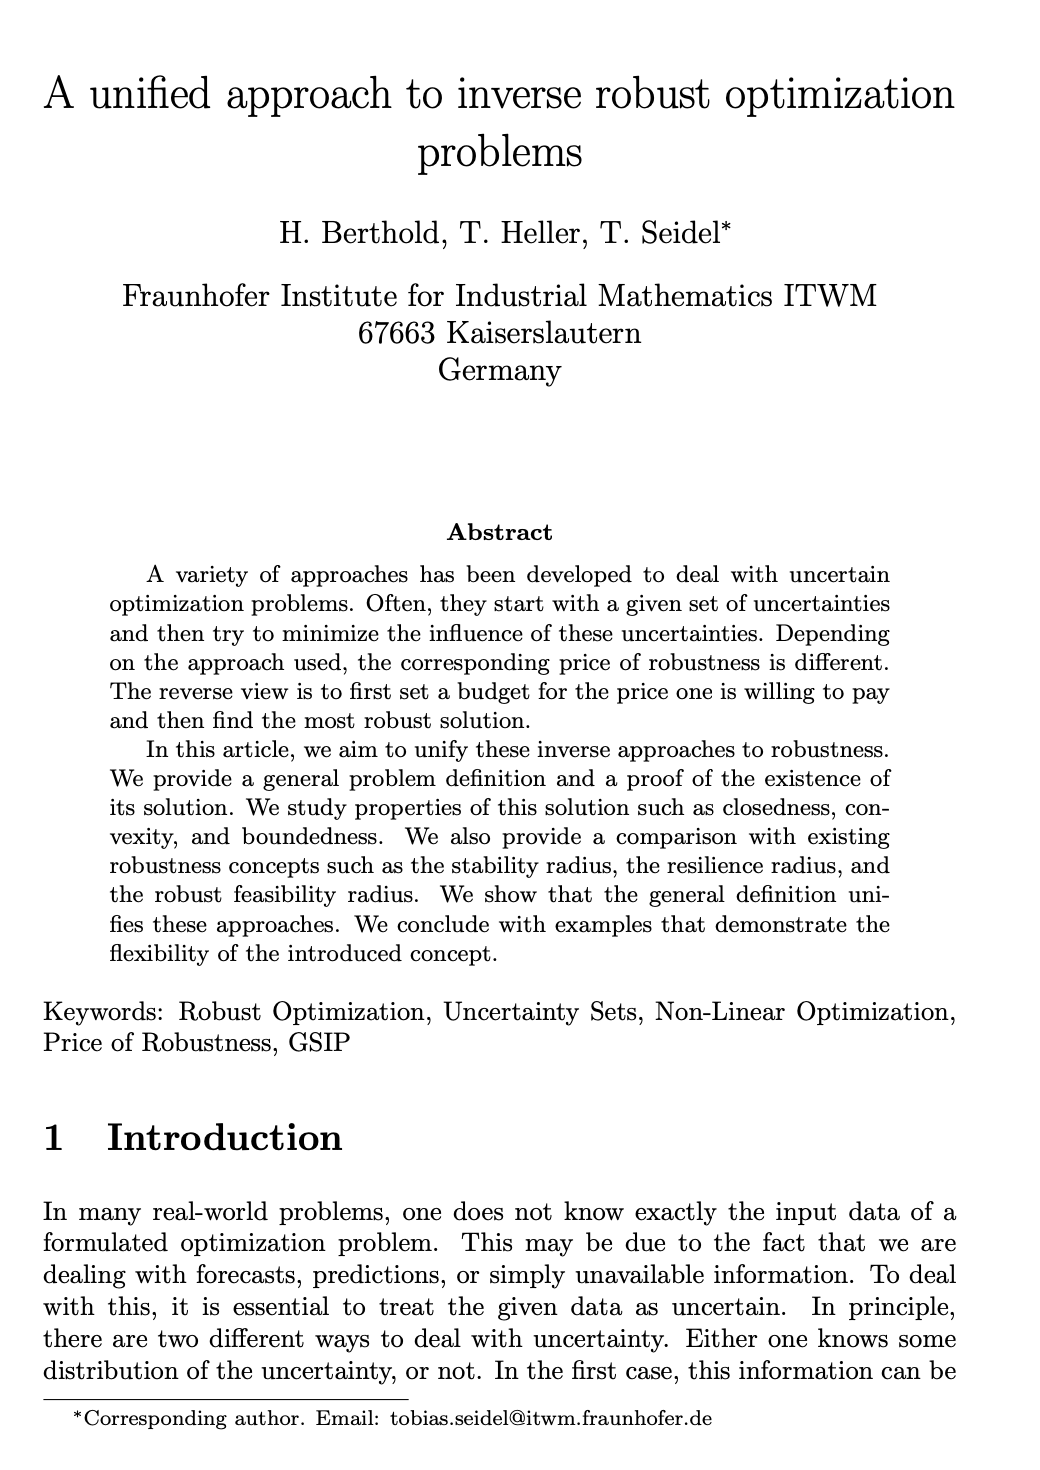 A unified approach to inverse robust optimization
problems
H. Berthold, T. Heller, T. Seidel*
Fraunhofer Institute for Industrial Mathematics ITWM
67663 Kaiserslautern
Germany
Abstract
A variety of approaches has been developed to deal with uncertain
optimization problems. Often, they start with a given set of uncertainties
and then try to minimize the influence of these uncertainties. Depending
on the approach used, the corresponding price of robustness is different.
The reverse view is to first set a budget for the price one is willing to pay
and then find the most robust solution.
In this article, we aim to unify these inverse approaches to robustness.
We provide a general problem definition and a proof of the existence of
its solution. We study properties of this solution such as closedness, con-
vexity, and boundedness. We also provide a comparison with existing
robustness concepts such as the stability radius, the resilience radius, and
the robust feasibility radius. We show that the general definition uni-
fies these approaches. We conclude with examples that demonstrate the
flexibility of the introduced concept.
Keywords: Robust Optimization, Uncertainty Sets, Non-Linear Optimization,
Price of Robustness, GSIP
1 Introduction
In many real-world problems, one does not know exactly the input data of a
formulated optimization problem. This may be due to the fact that we are
dealing with forecasts, predictions, or simply unavailable information. To deal
with this, it is essential to treat the given data as uncertain. In principle,
there are two different ways to deal with uncertainty. Either one knows some
distribution of the uncertainty, or not. In the first case, this information can be
*Corresponding author. Email: tobias.seidel@itwm.fraunhofer.de